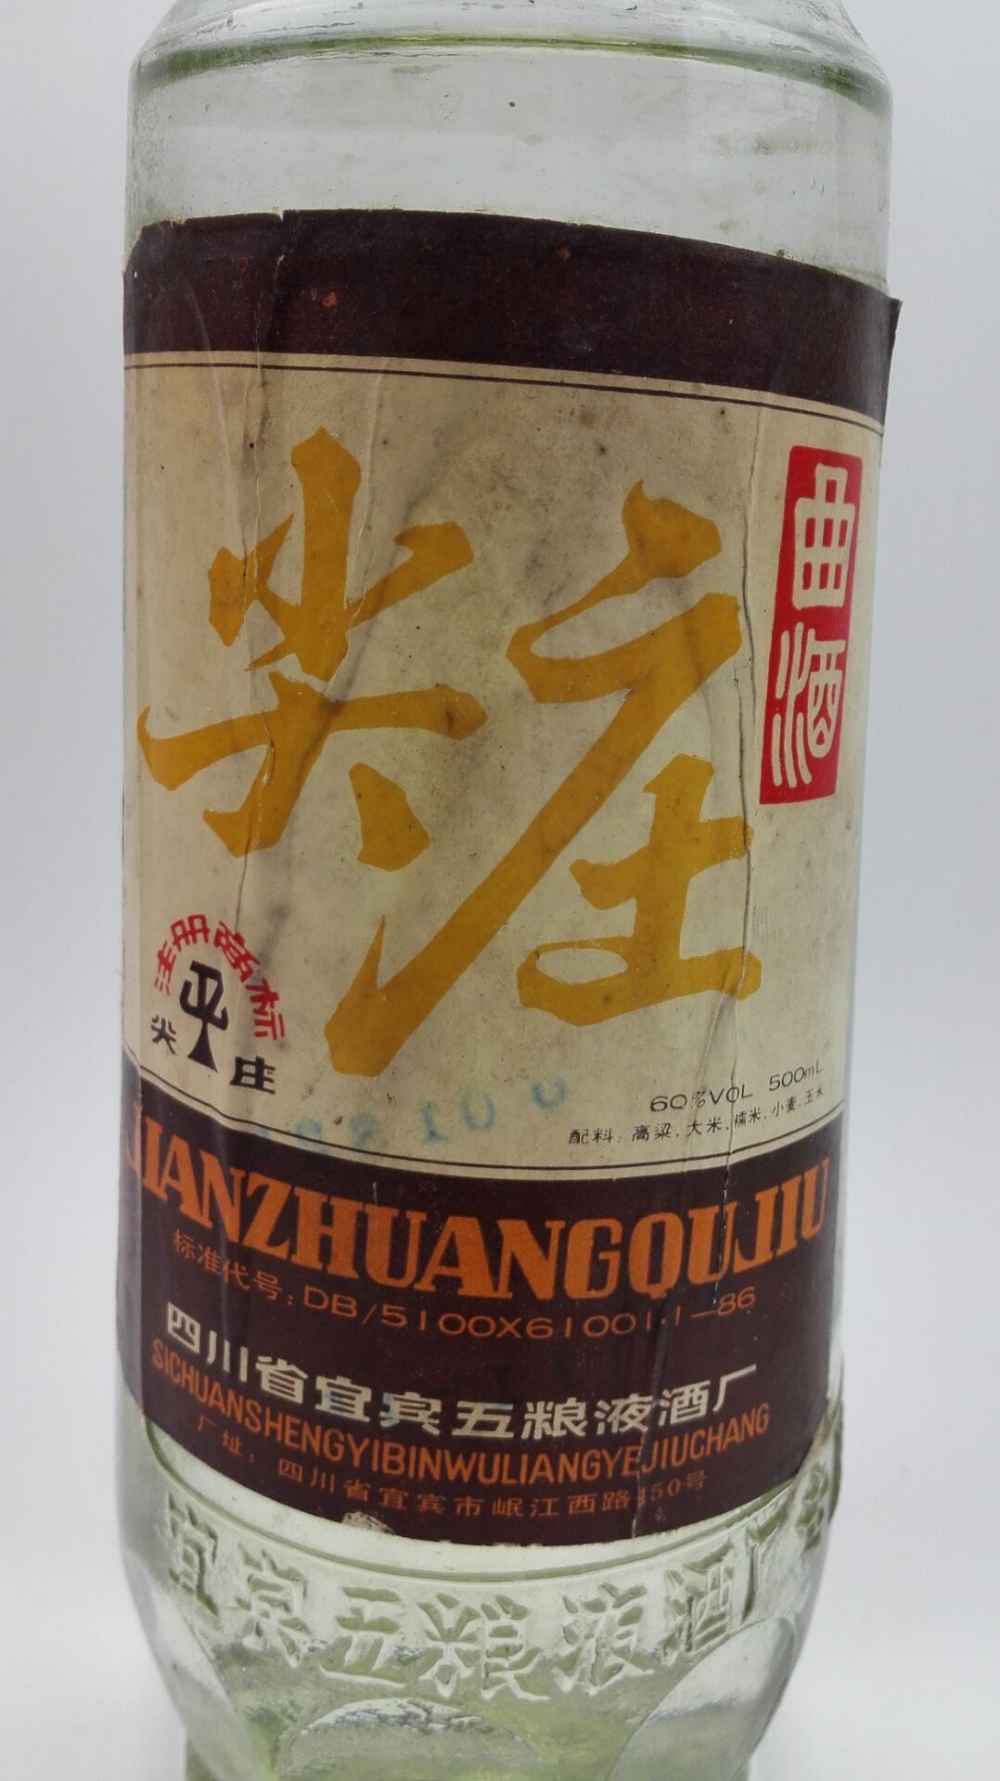 尖庄
曲酒
注册商标
尖庄
60%VOL 500mL
配料:高粱.大米.糯米.小麦.玉米
JIANZHUANGQUJIU
标准代号:DB/5100X61001.1-86
四川省宜宾五粮液酒厂
SICHUANSHENGYIBINWULIANGYEJIUCHANG
厂址:四川省宜宾市岷江西路150号
宜宾五粮液酒厂